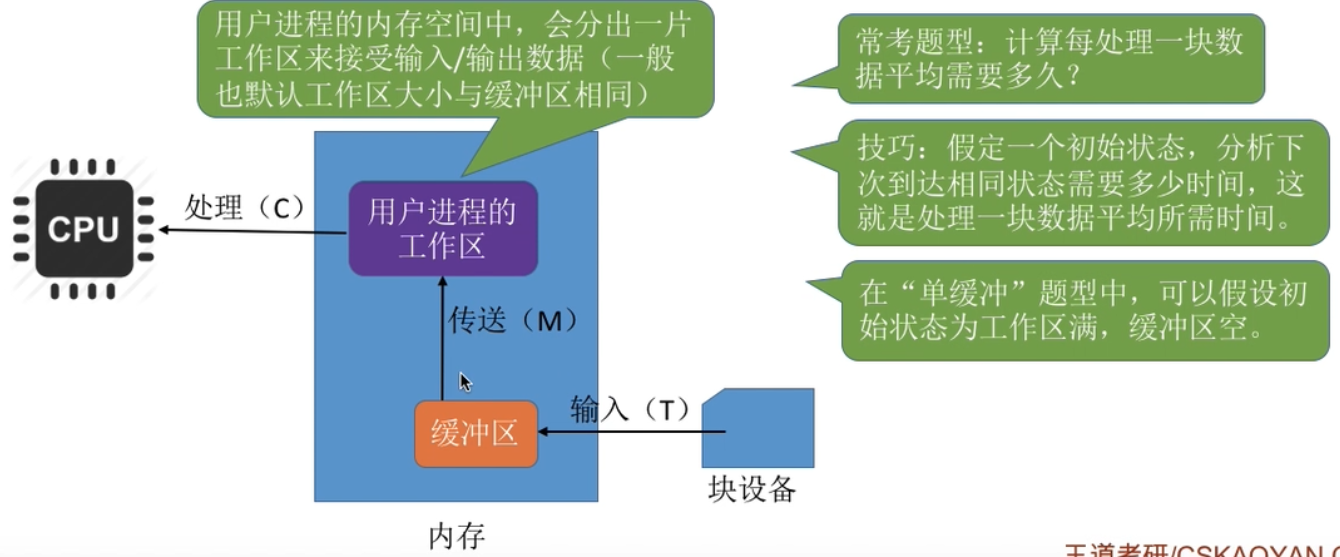 用户进程的内存空间中，会分出一片
工作区来接受输入/输出数据（一般
也默认工作区大小与缓冲区相同）
常考题型：计算每处理一块数
据平均需要多久？
技巧：假定一个初始状态，分析下
次到达相同状态需要多少时间，这
就是处理一块数据平均所需时间。
在“单缓冲”题型中，可以假设初
始状态为工作区满，缓冲区空。
CPU
处理（C）
用户进程的
工作区
传送（M）
缓冲区
输入（T）
块设备
内存
王道考研/CSKAOYAN.